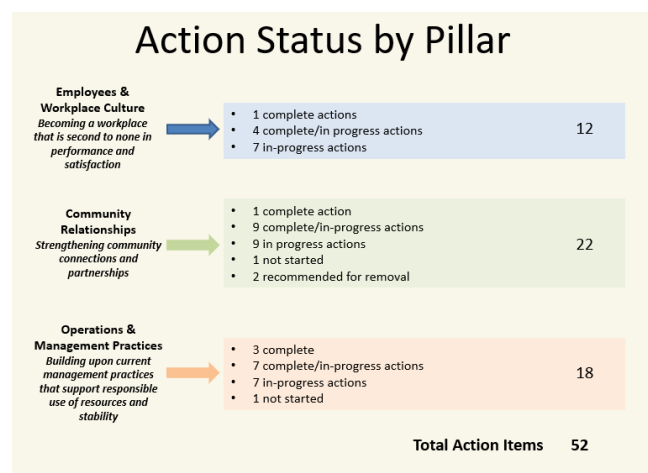 Action Status by Pillar
Employees &
Workplace Culture
Becoming a workplace
that is second to none in
performance and
satisfaction
• 1 complete actions
• 4 complete/in progress actions
• 7 in-progress actions
12
Community
Relationships
Strengthening community
connections and
partnerships
• 1 complete action
• 9 complete/in-progress actions
• 9 in progress actions
• 1 not started
• 2 recommended for removal
22
Operations &
Management Practices
Building upon current
management practices
that support responsible
use of resources and
stability
• 3 complete
• 7 complete/in-progress actions
• 7 in-progress actions
• 1 not started
18
Total Action Items 52